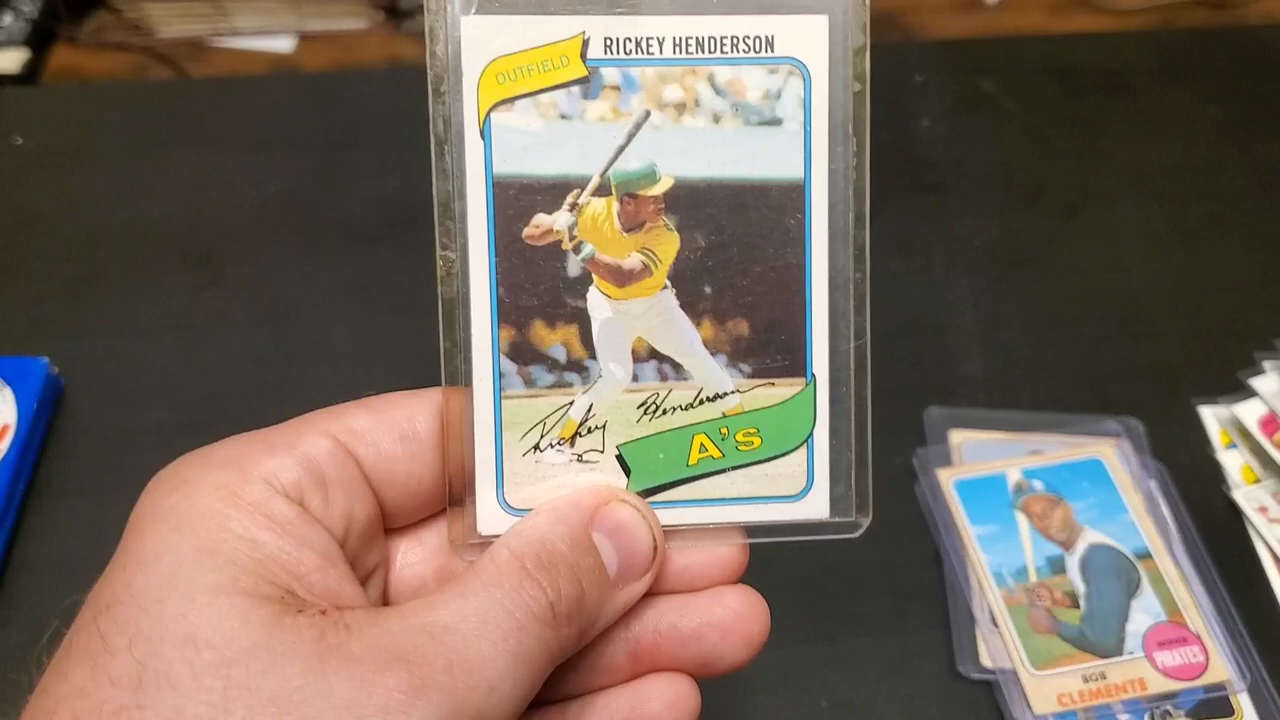 OUTFIELD
RICKEY HENDERSON
Rickey Henderson
A's
PIRATES
BOB
CLEMENTE